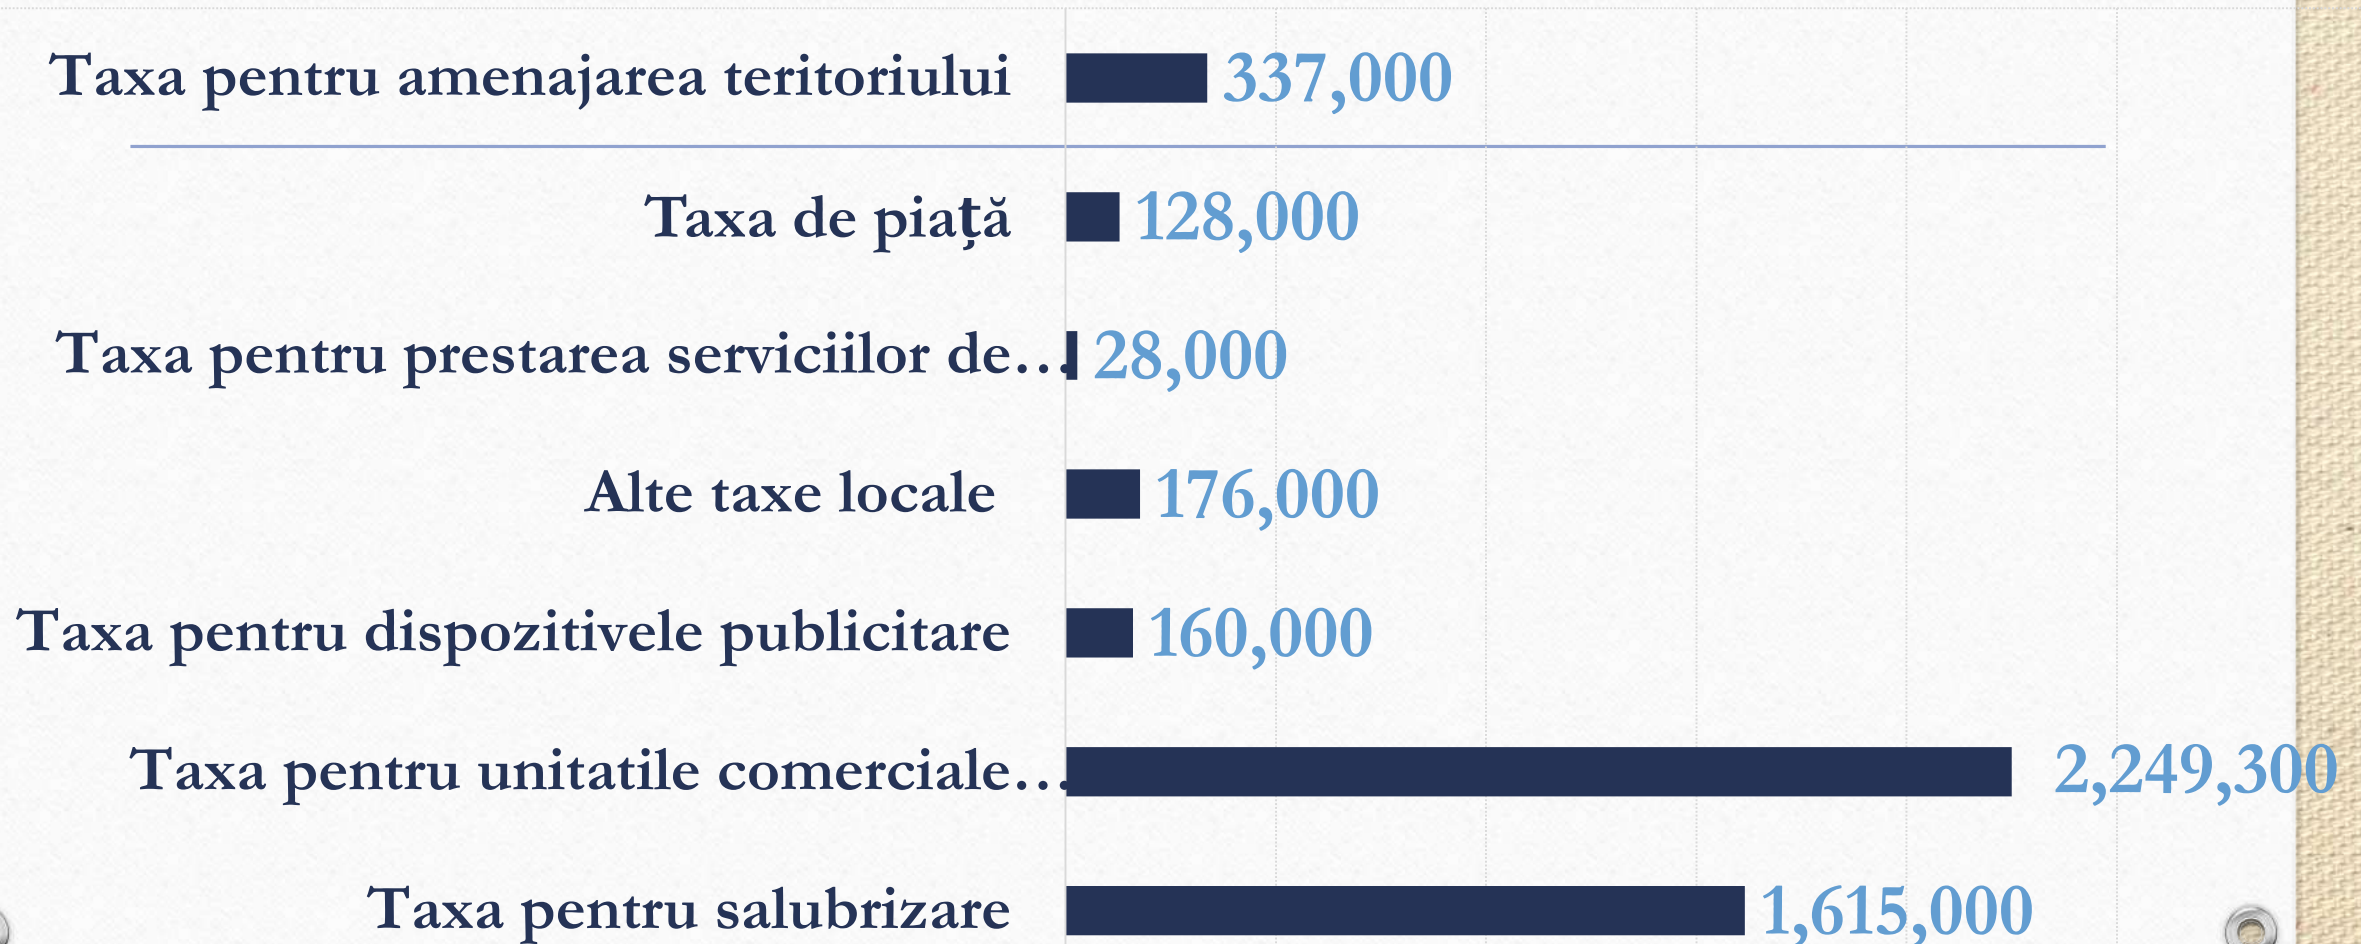 Taxa pentru amenajarea teritoriului 337,000
Taxa de piaţă 128,000
Taxa pentru prestarea serviciilor de… 28,000
Alte taxe locale 176,000
Taxa pentru dispozitivele publicitare 160,000
Taxa pentru unitatile comerciale… 2,249,300
Taxa pentru salubrizare 1,615,000